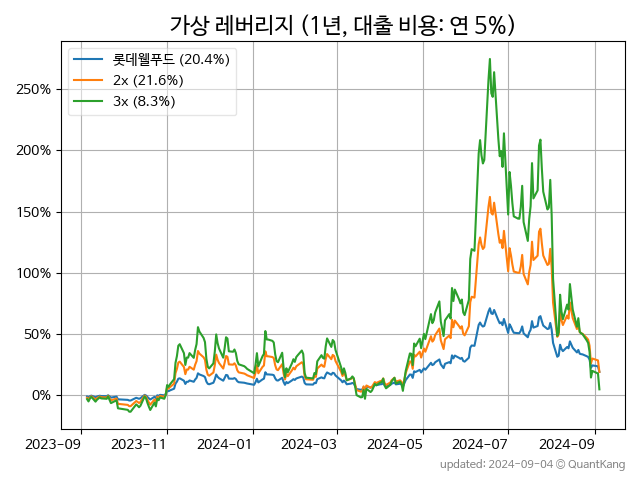 가상 레버리지 (1년, 대출 비용: 연 5%)
롯데웰푸드 (20.4%)
2x (21.6%)
3x (8.3%)
250%
200%
150%
100%
50%
0%
2023-09 2023-11 2024-01 2024-03 2024-05 2024-07 2024-09
updated: 2024-09-04 © QuantKang